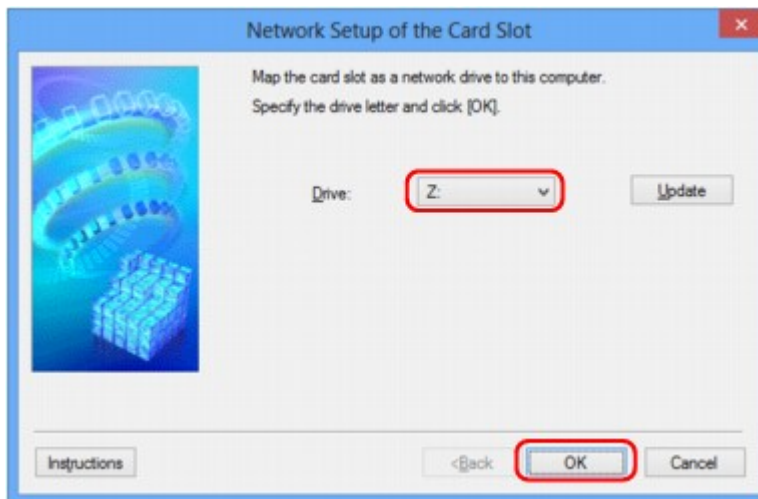 Network Setup of the Card Slot
Map the card slot as a network drive to this computer.
Specify the drive letter and click [OK].
Drive: Z: Update
Instructions <Back OK Cancel